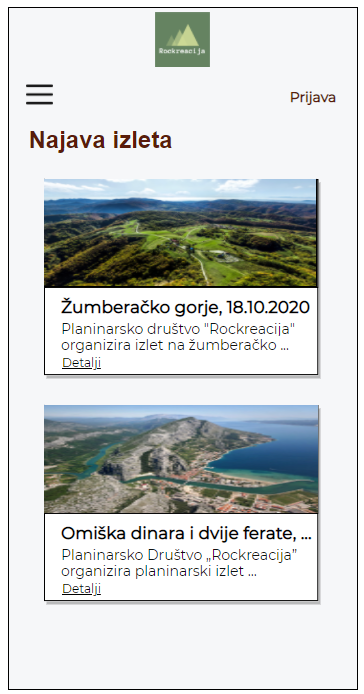 Rockreacija
Prijava
Najava izleta
Žumberačko gorje, 18.10.2020
Planinarsko društvo "Rockreacija"
organizira izlet na žumberačko ...
Detalji
Omiška dinara i dvije ferate, ...
Planinarsko Društvo „Rockreacija”
organizira planinarski izlet ...
Detalji